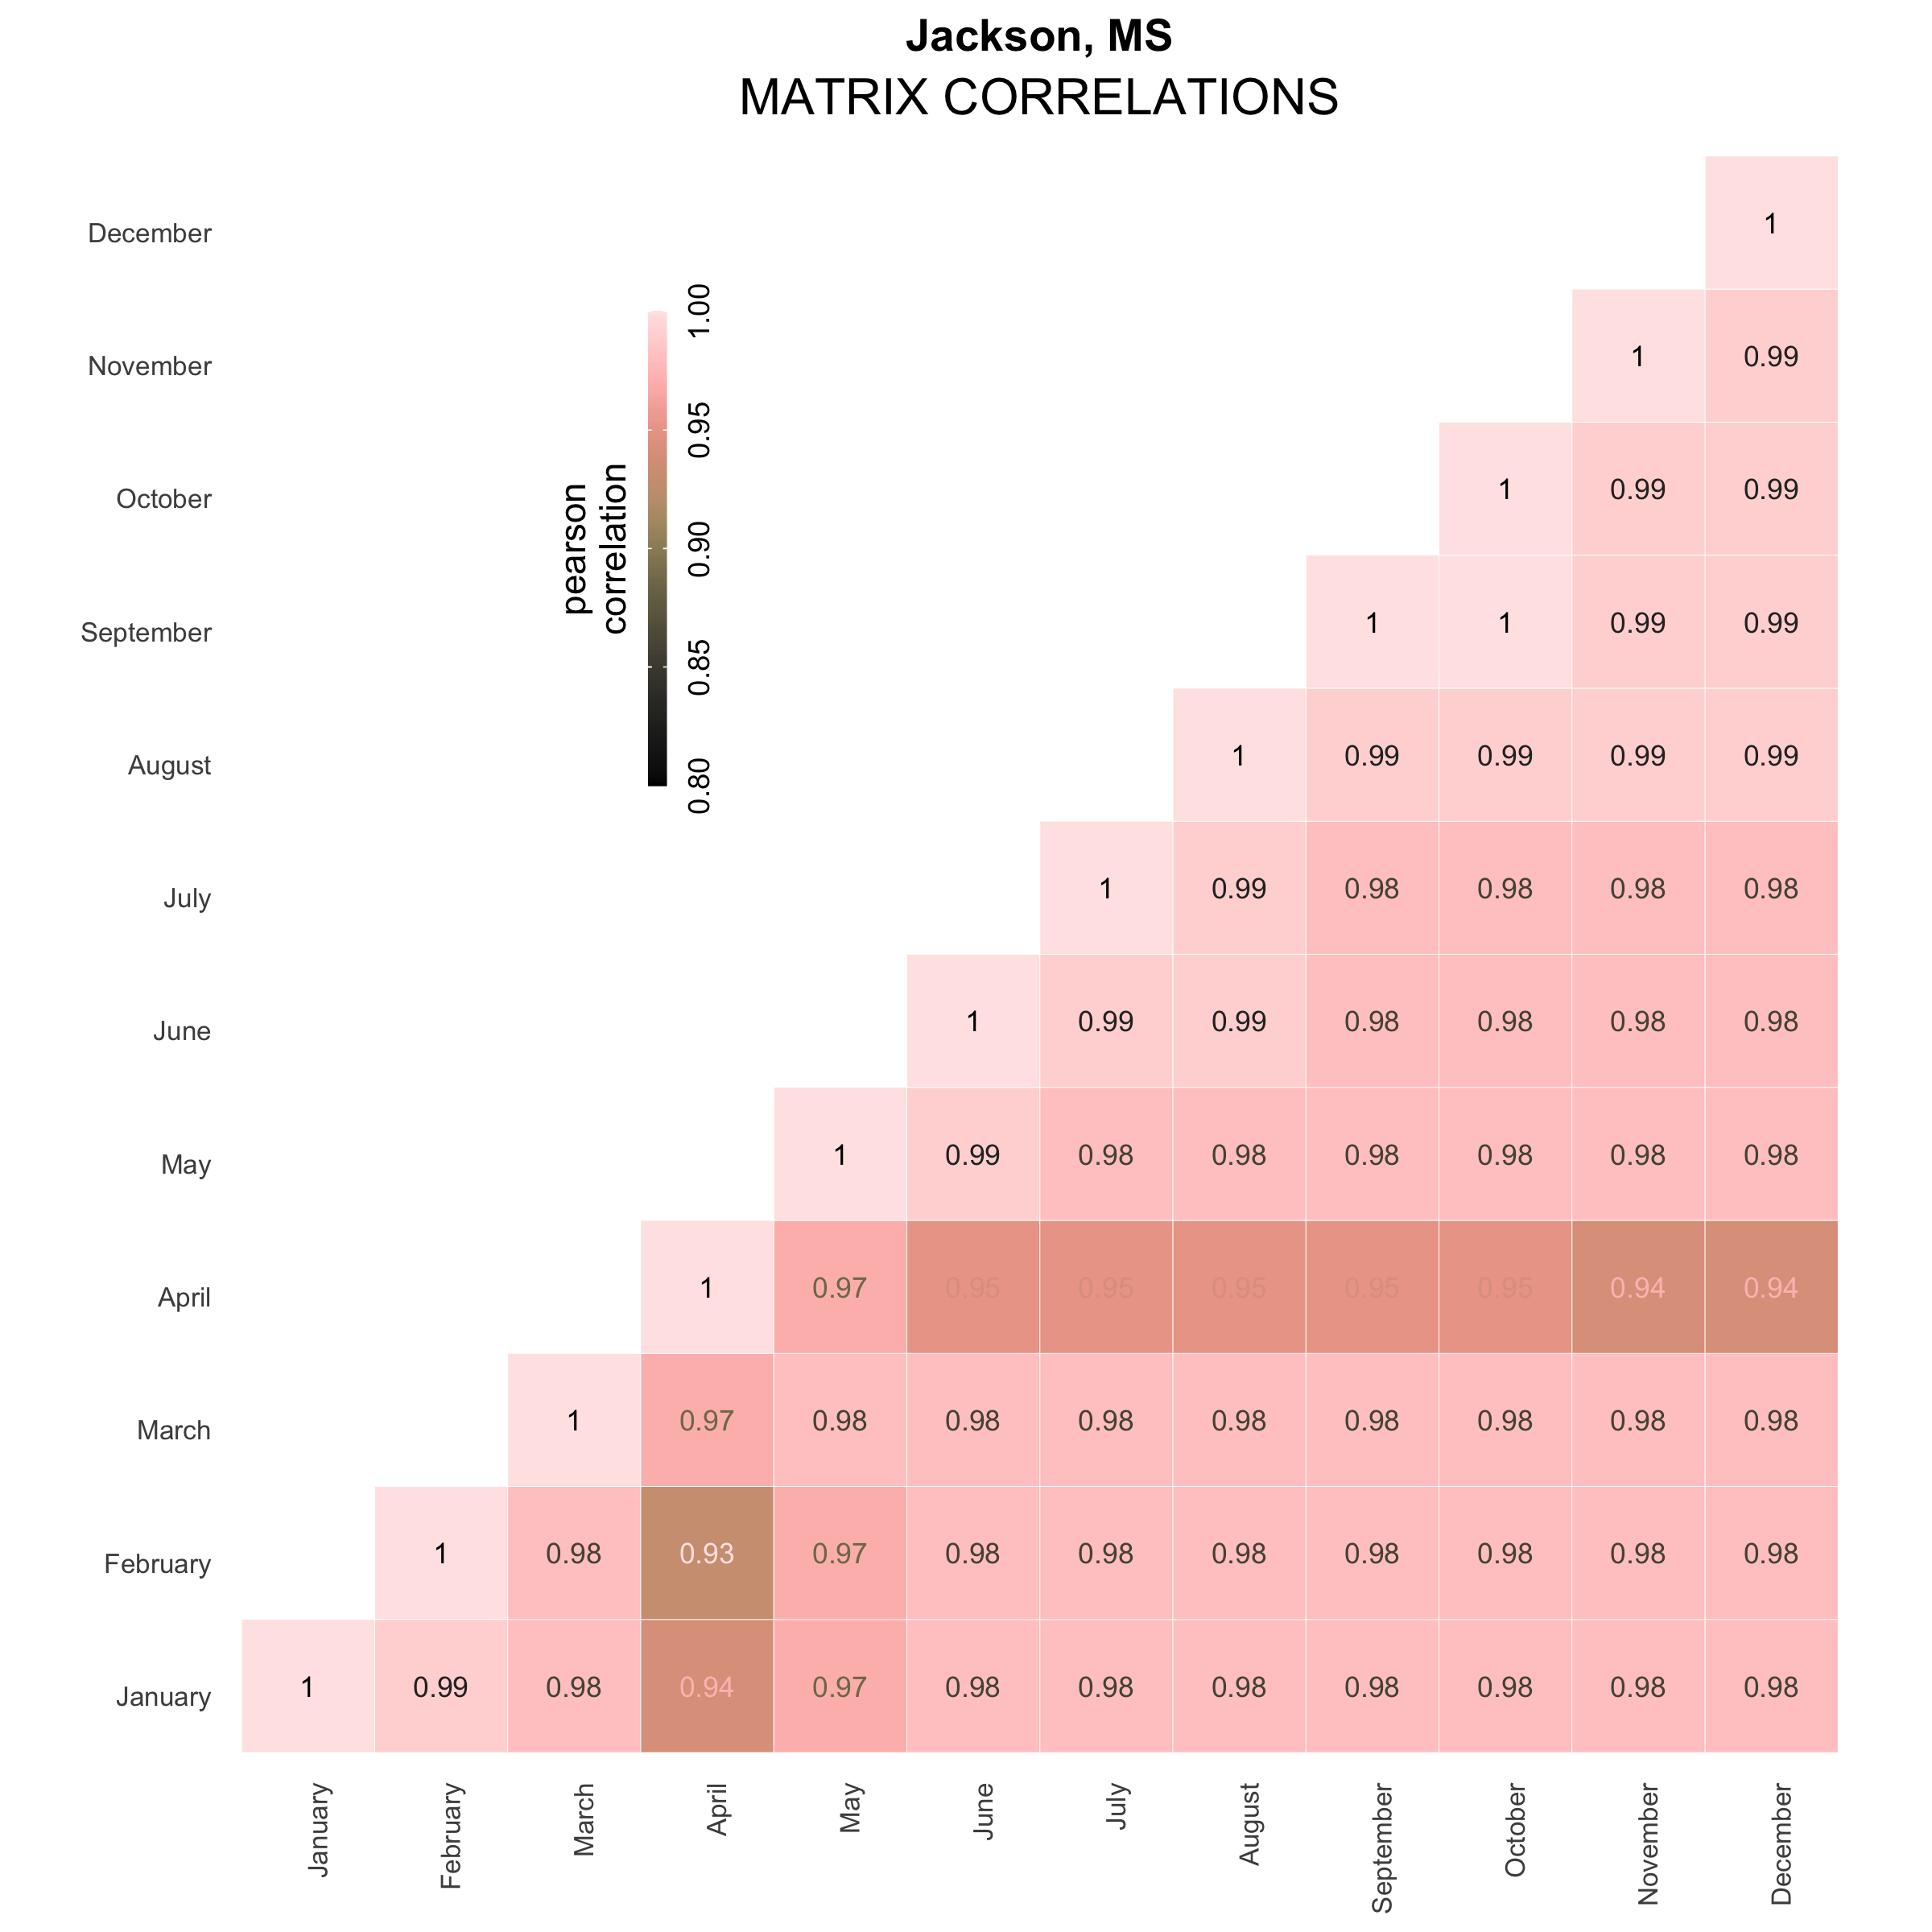 Jackson, MS
MATRIX CORRELATIONS
December 1
November 1 0.99
October 1 0.99 0.99
September 1 1 0.99 0.99
August 1 0.99 0.99 0.99 0.99
July 1 0.99 0.98 0.98 0.98 0.98
June 1 0.99 0.99 0.98 0.98 0.98 0.98
May 1 0.99 0.98 0.98 0.98 0.98 0.98 0.98
April 1 0.97 0.95 0.95 0.95 0.95 0.95 0.94 0.94
March 1 0.97 0.98 0.98 0.98 0.98 0.98 0.98 0.98 0.98
February 1 0.98 0.93 0.97 0.98 0.98 0.98 0.98 0.98 0.98 0.98
January 1 0.99 0.98 0.94 0.97 0.98 0.98 0.98 0.98 0.98 0.98 0.98
January February March April May June July August September October November December
pearson
correlation
0.80 0.85 0.90 0.95 1.00